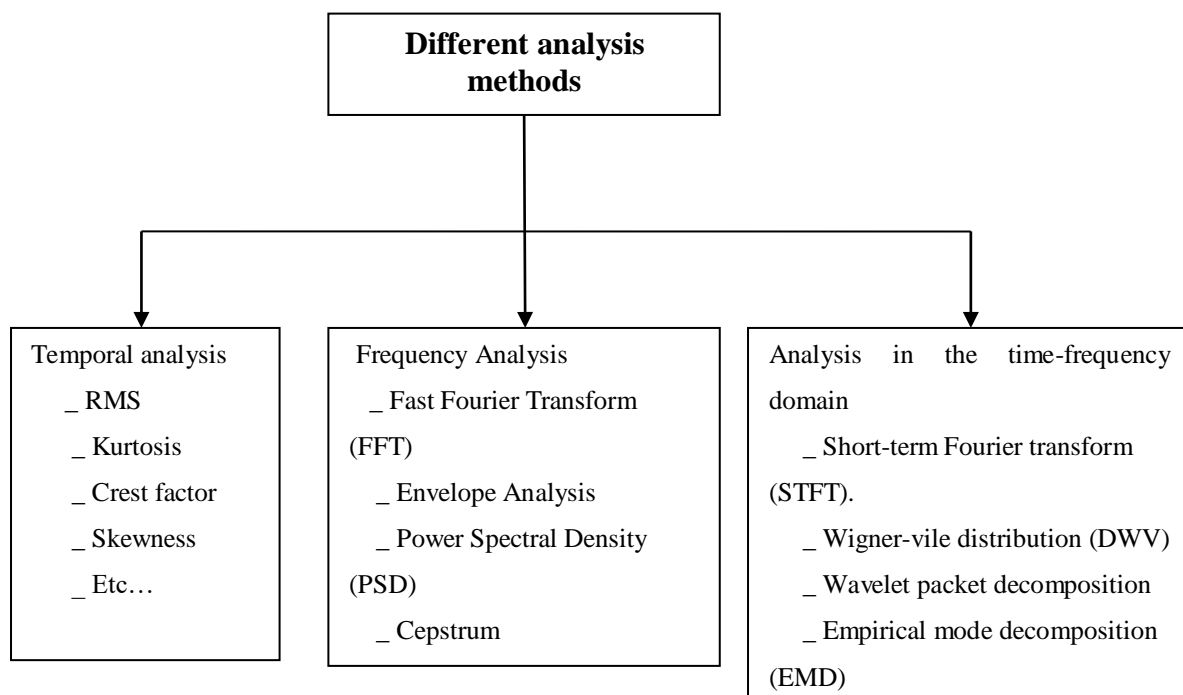 Different analysis
methods
Temporal analysis
_ RMS
_ Kurtosis
_ Crest factor
_ Skewness
_ Etc…
Frequency Analysis
_ Fast Fourier Transform
(FFT)
_ Envelope Analysis
_ Power Spectral Density
(PSD)
_ Cepstrum
Analysis in the time-frequency
domain
_ Short-term Fourier transform
(STFT).
_ Wigner-vile distribution (DWV)
_ Wavelet packet decomposition
_ Empirical mode decomposition
(EMD)